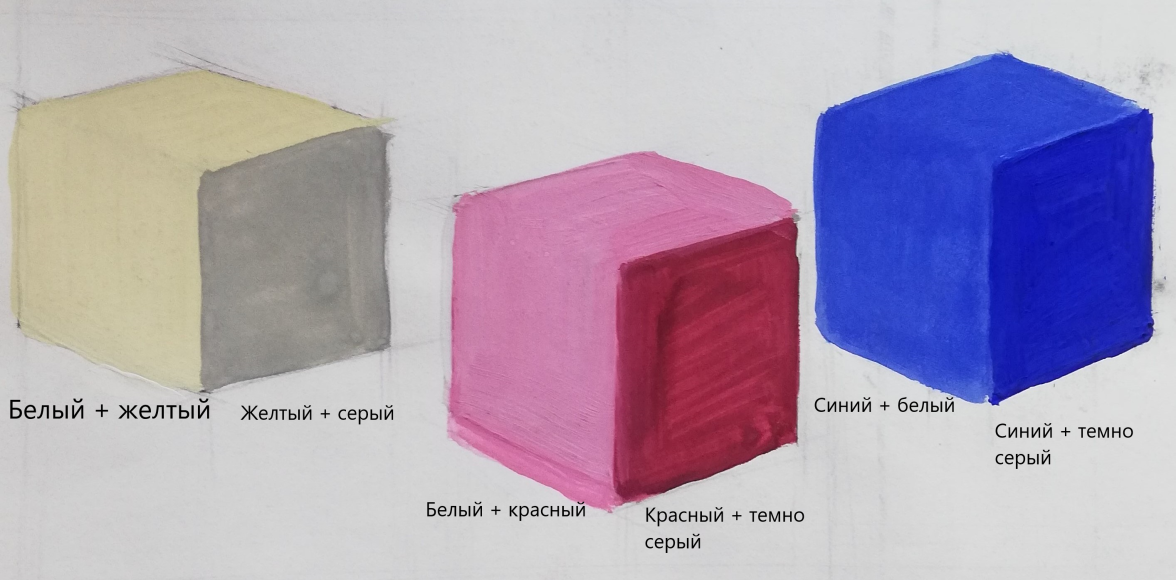 Белый + желтый
Желтый + серый
Белый + красный
Красный + темно
серый
Синий + белый
Синий + темно
серый